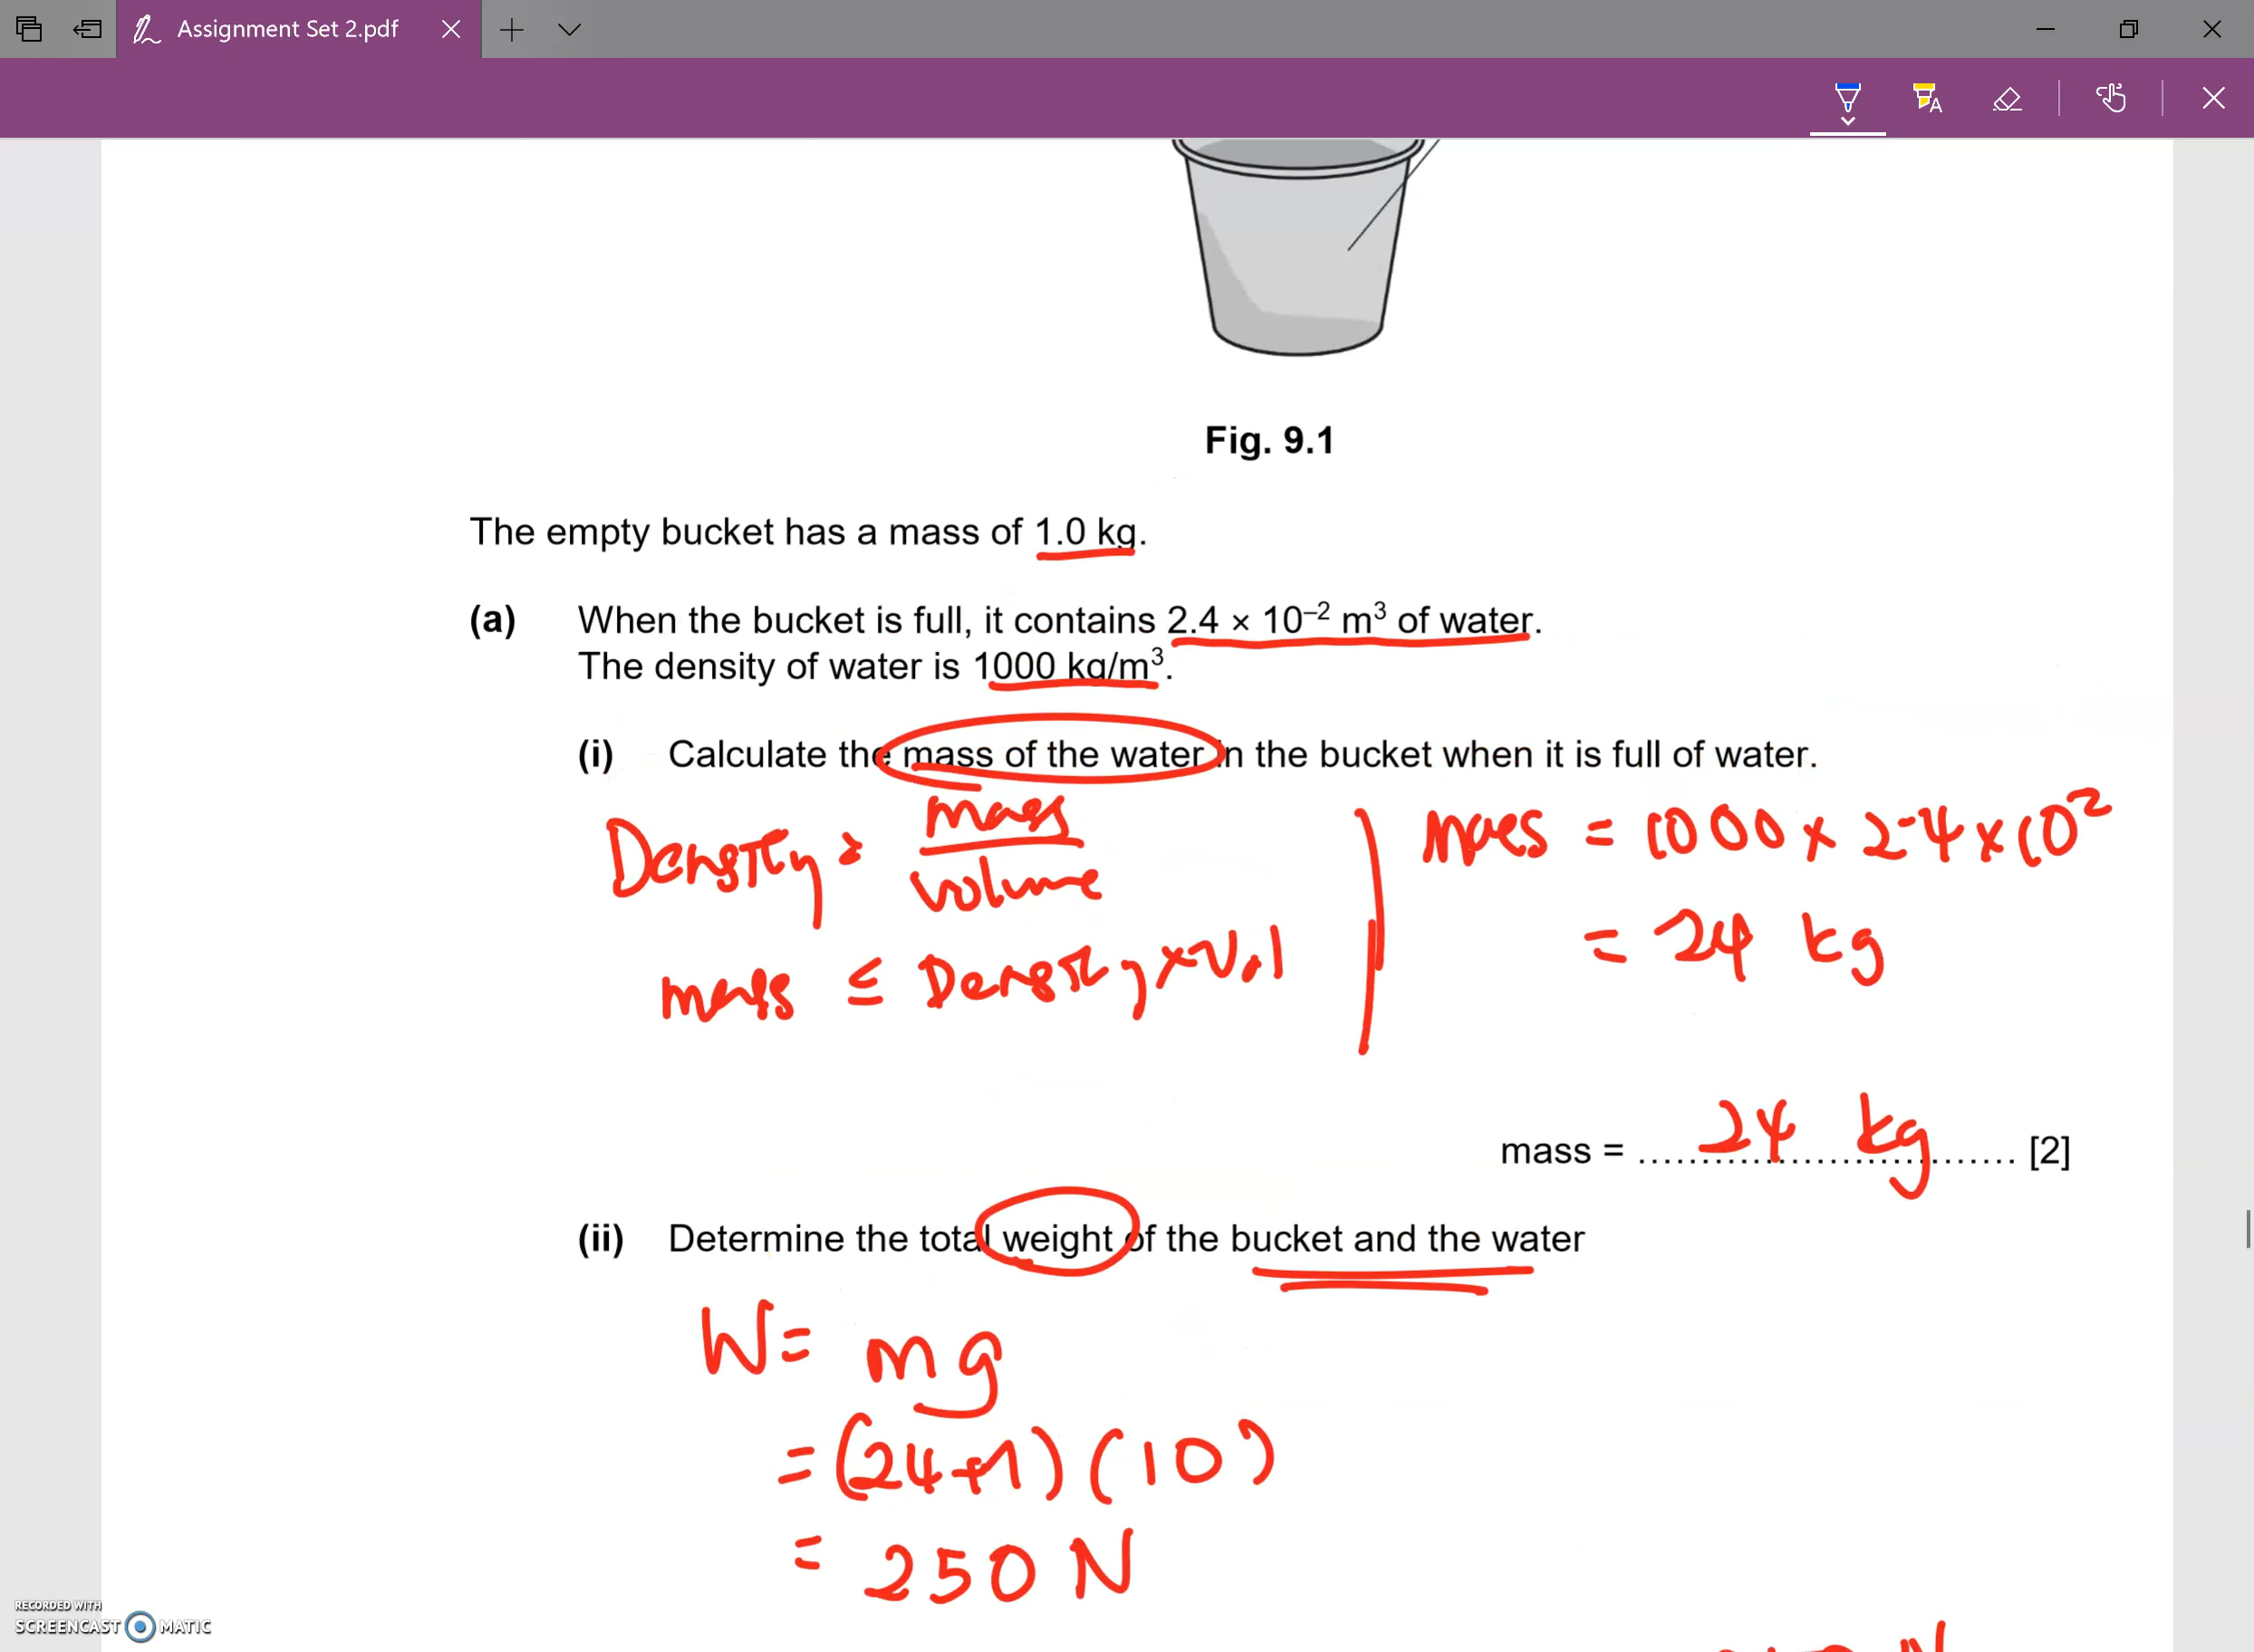 Assignment Set 2.pdf
Fig. 9.1
The empty bucket has a mass of 1.0 kg.
(a) When the bucket is full, it contains 2.4 × 10⁻² m³ of water.
The density of water is 1000 kg/m³.
(i) Calculate the mass of the water in the bucket when it is full of water.
Density = mass / volume
mass = Density × Vol
Mass = 1000 × 2.4 × 10²
= 24 kg
mass = 24 kg [2]
(ii) Determine the total weight of the bucket and the water
W = mg
= (24+1)(10)
= 250 N
RECORDED WITH
SCREENCAST MATIC